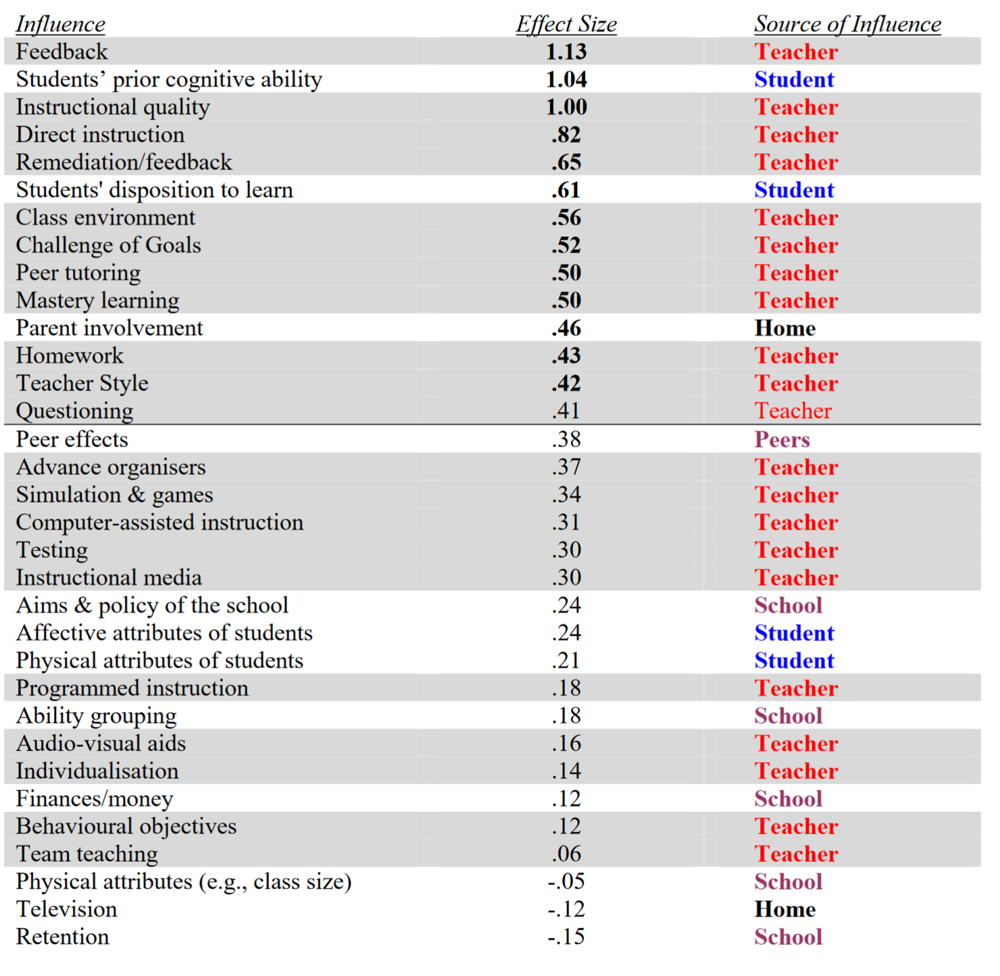 Influence Effect Size Source of Influence
Feedback 1.13 Teacher
Students’ prior cognitive ability 1.04 Student
Instructional quality 1.00 Teacher
Direct instruction .82 Teacher
Remediation/feedback .65 Teacher
Students' disposition to learn .61 Student
Class environment .56 Teacher
Challenge of Goals .52 Teacher
Peer tutoring .50 Teacher
Mastery learning .50 Teacher
Parent involvement .46 Home
Homework .43 Teacher
Teacher Style .42 Teacher
Questioning .41 Teacher
Peer effects .38 Peers
Advance organisers .37 Teacher
Simulation & games .34 Teacher
Computer-assisted instruction .31 Teacher
Testing .30 Teacher
Instructional media .30 Teacher
Aims & policy of the school .24 School
Affective attributes of students .24 Student
Physical attributes of students .21 Student
Programmed instruction .18 Teacher
Ability grouping .18 School
Audio-visual aids .16 Teacher
Individualisation .14 Teacher
Finances/money .12 School
Behavioural objectives .12 Teacher
Team teaching .06 Teacher
Physical attributes (e.g., class size) -.05 School
Television -.12 Home
Retention -.15 School